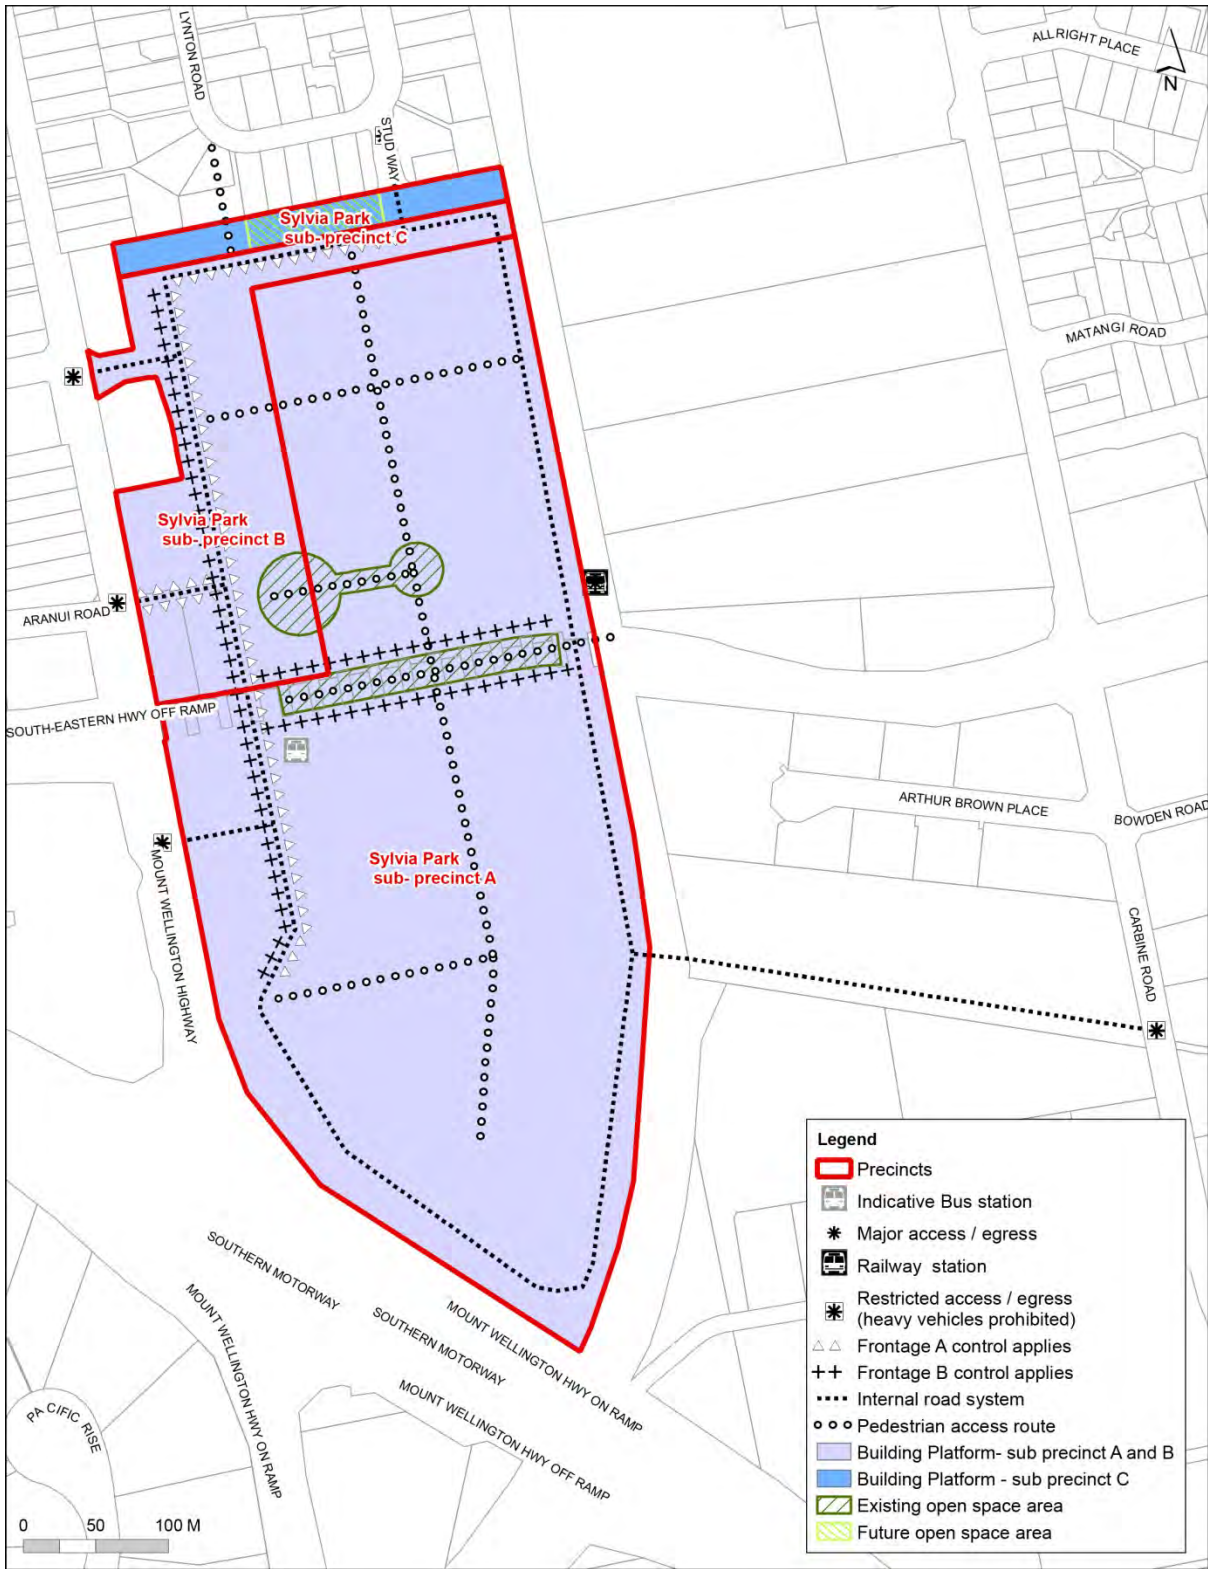 LYNTON ROAD
ALLRIGHT PLACE
N
STUD WAY
Sylvia Park
sub- precinct C
MATANGI ROAD
Sylvia Park
sub- precinct B
ARANUI ROAD
SOUTH-EASTERN HWY OFF RAMP
ARTHUR BROWN PLACE
BOWDEN ROAD
Sylvia Park
sub- precinct A
MOUNT WELLINGTON HIGHWAY
CARBINE ROAD
SOUTHERN MOTORWAY
MOUNT WELLINGTON HWY ON RAMP
SOUTHERN MOTORWAY
MOUNT WELLINGTON HWY ON RAMP
MOUNT WELLINGTON HWY OFF RAMP
PACIFIC RISE
0 50 100 M
Legend
Precincts
Indicative Bus station
Major access / egress
Railway station
Restricted access / egress
(heavy vehicles prohibited)
Frontage A control applies
Frontage B control applies
Internal road system
Pedestrian access route
Building Platform- sub precinct A and B
Building Platform - sub precinct C
Existing open space area
Future open space area